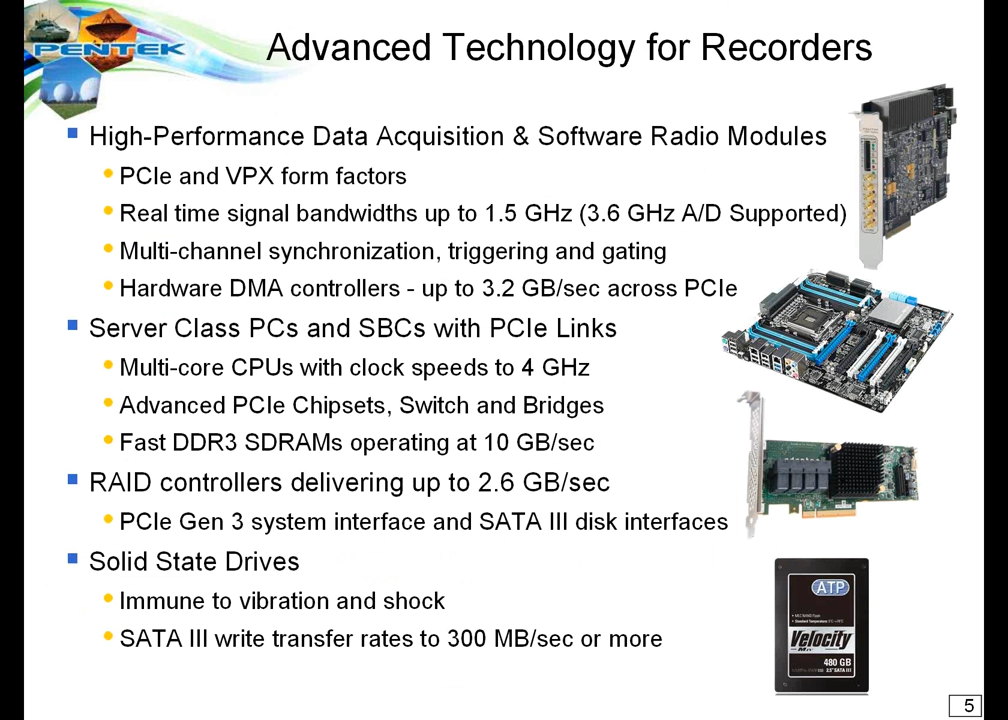 PENTEK
Advanced Technology for Recorders
High-Performance Data Acquisition & Software Radio Modules
PCIe and VPX form factors
Real time signal bandwidths up to 1.5 GHz (3.6 GHz A/D Supported)
Multi-channel synchronization, triggering and gating
Hardware DMA controllers - up to 3.2 GB/sec across PCIe
Server Class PCs and SBCs with PCIe Links
Multi-core CPUs with clock speeds to 4 GHz
Advanced PCIe Chipsets, Switch and Bridges
Fast DDR3 SDRAMs operating at 10 GB/sec
RAID controllers delivering up to 2.6 GB/sec
PCIe Gen 3 system interface and SATA III disk interfaces
Solid State Drives
Immune to vibration and shock
SATA III write transfer rates to 300 MB/sec or more
ATP
Velocity
480 GB
2.5" SATA III
5